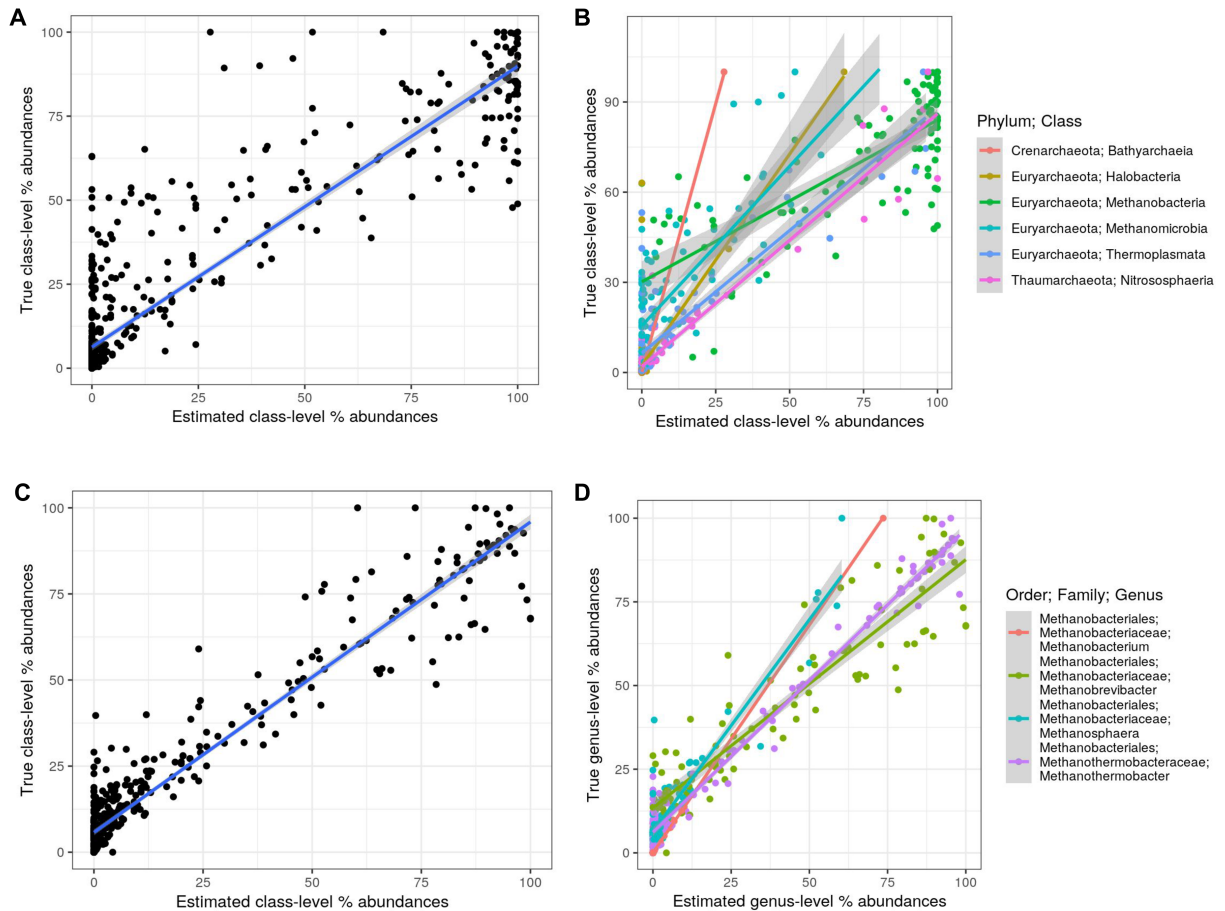 A
100
75
50
25
0
True class-level % abundances
0
25
50
75
100
Estimated class-level % abundances
B
90
60
30
0
True class-level % abundances
0
25
50
75
100
Estimated class-level % abundances
Phylum; Class
Crenarchaeota; Bathyarchaeia
Euryarchaeota; Halobacteria
Euryarchaeota; Methanobacteria
Euryarchaeota; Methanomicrobia
Euryarchaeota; Thermoplasmata
Thaumarchaeota; Nitrososphaeria
C
100
75
50
25
0
True class-level % abundances
0
25
50
75
100
Estimated class-level % abundances
D
100
75
50
25
0
True genus-level % abundances
0
25
50
75
100
Estimated genus-level % abundances
Order; Family; Genus
Methanobacteriales;
Methanobacteriaceae;
Methanobacterium
Methanobacteriales;
Methanobacteriaceae;
Methanobrevibacter
Methanobacteriales;
Methanobacteriaceae;
Methanosphaera
Methanobacteriales;
Methanothermobacteraceae;
Methanothermobacter